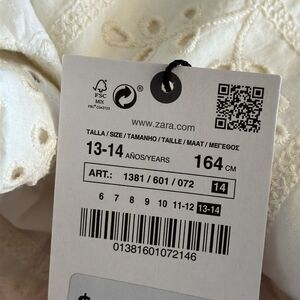 FSC
MIX
www.zara.com
TALLA / SIZE / TAMANHO / TAILLE / MAAT / ΜΕΓΕΘΟΣ
13-14 AÑOS/YEARS 164 CM
ART.: 1381 / 601 / 072 14
6 7 8 9 10 11-12 13-14
01381601072146